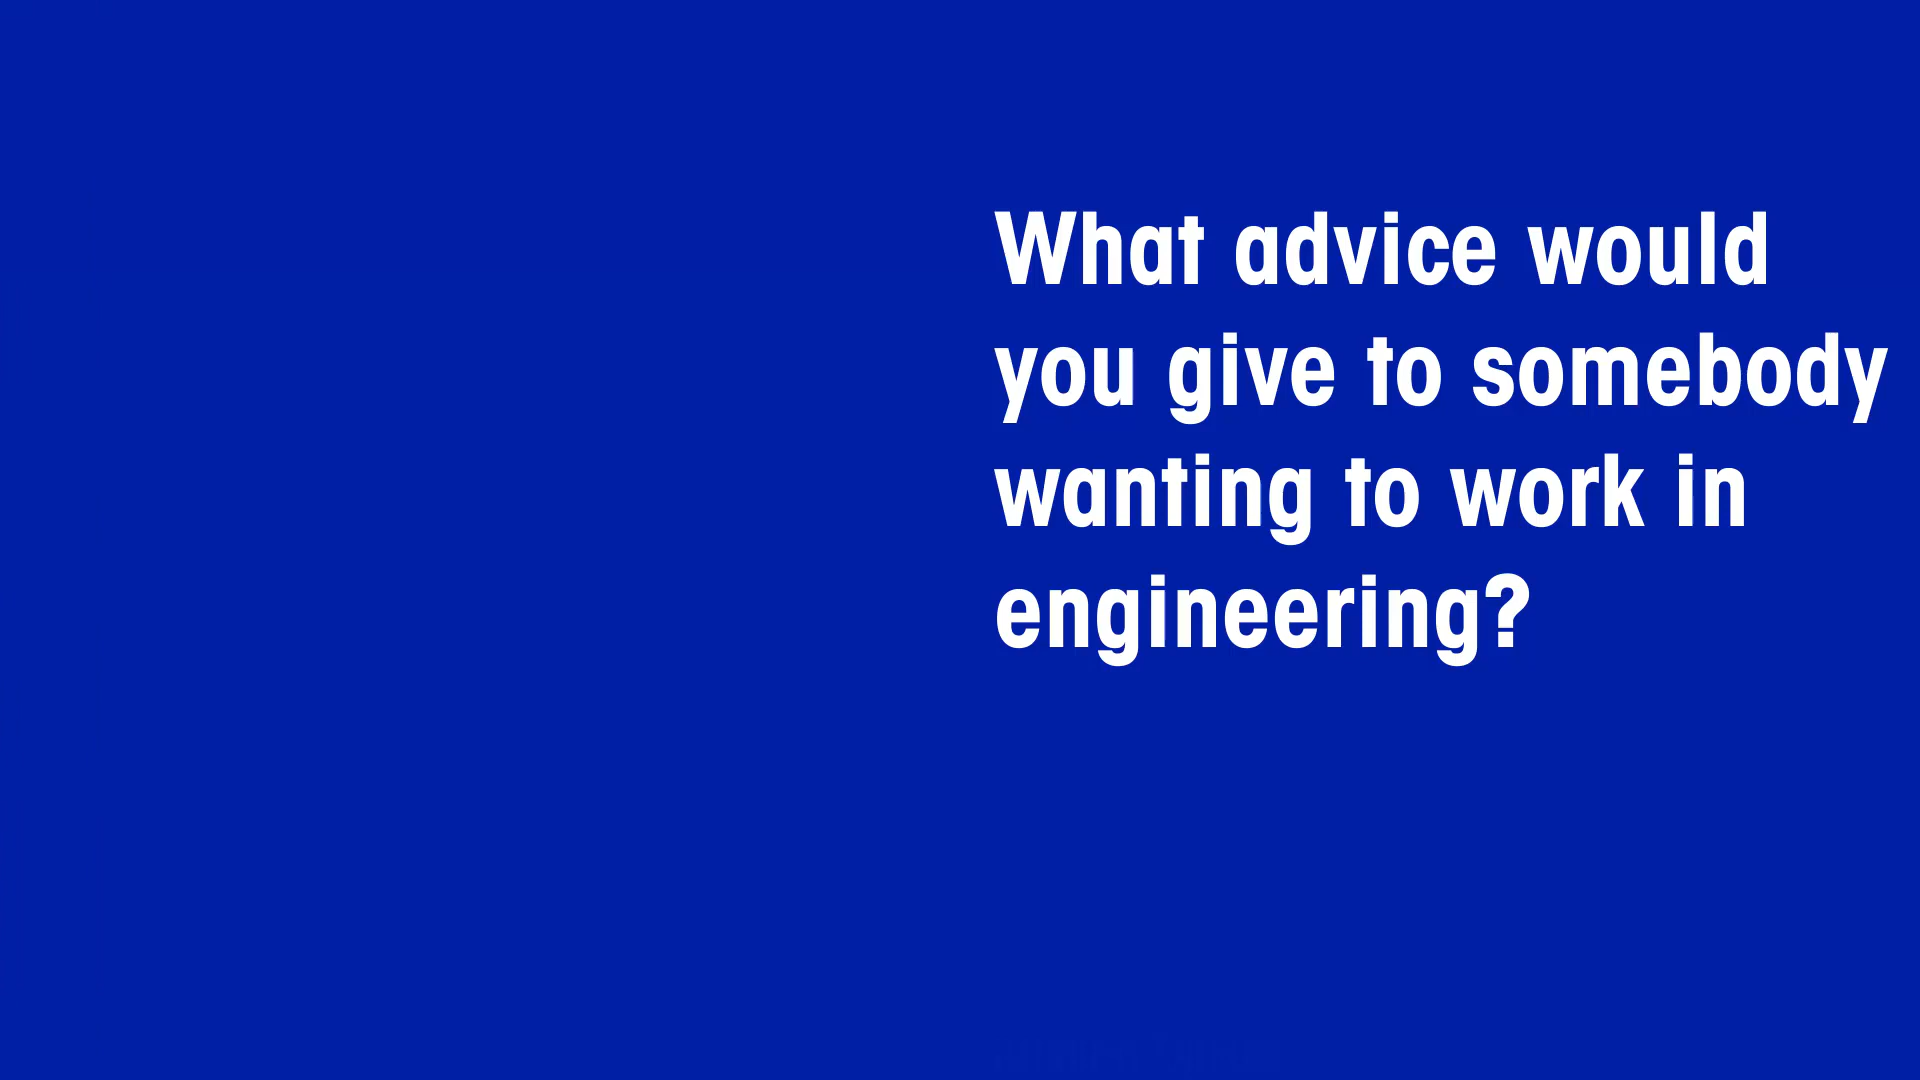 What advice would
you give to somebody
wanting to work in
engineering?